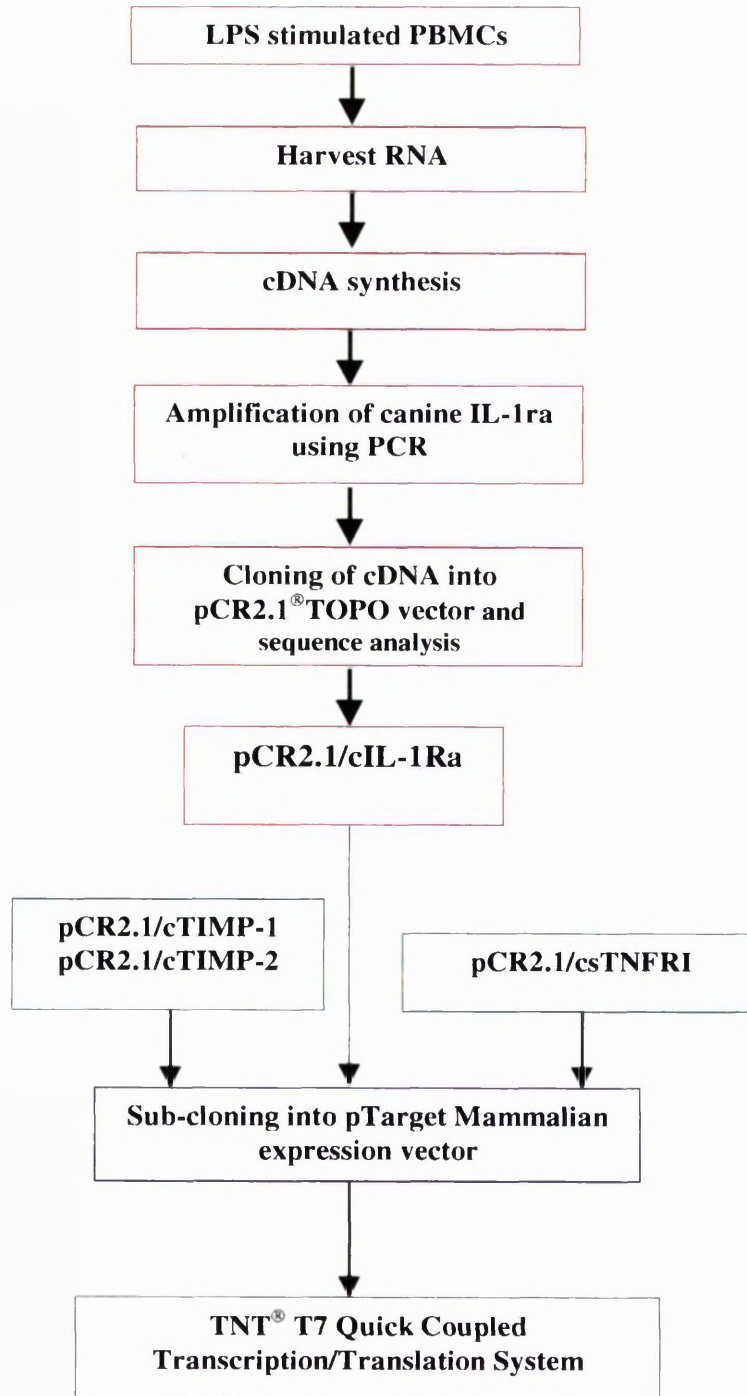 LPS stimulated PBMCs
Harvest RNA
cDNA synthesis
Amplification of canine IL-1ra
using PCR
Cloning of cDNA into
pCR2.1®TOPO vector and
sequence analysis
pCR2.1/cIL-1Ra
pCR2.1/cTIMP-1
pCR2.1/cTIMP-2
pCR2.1/csTNFRI
Sub-cloning into pTarget Mammalian
expression vector
TNT® T7 Quick Coupled
Transcription/Translation System